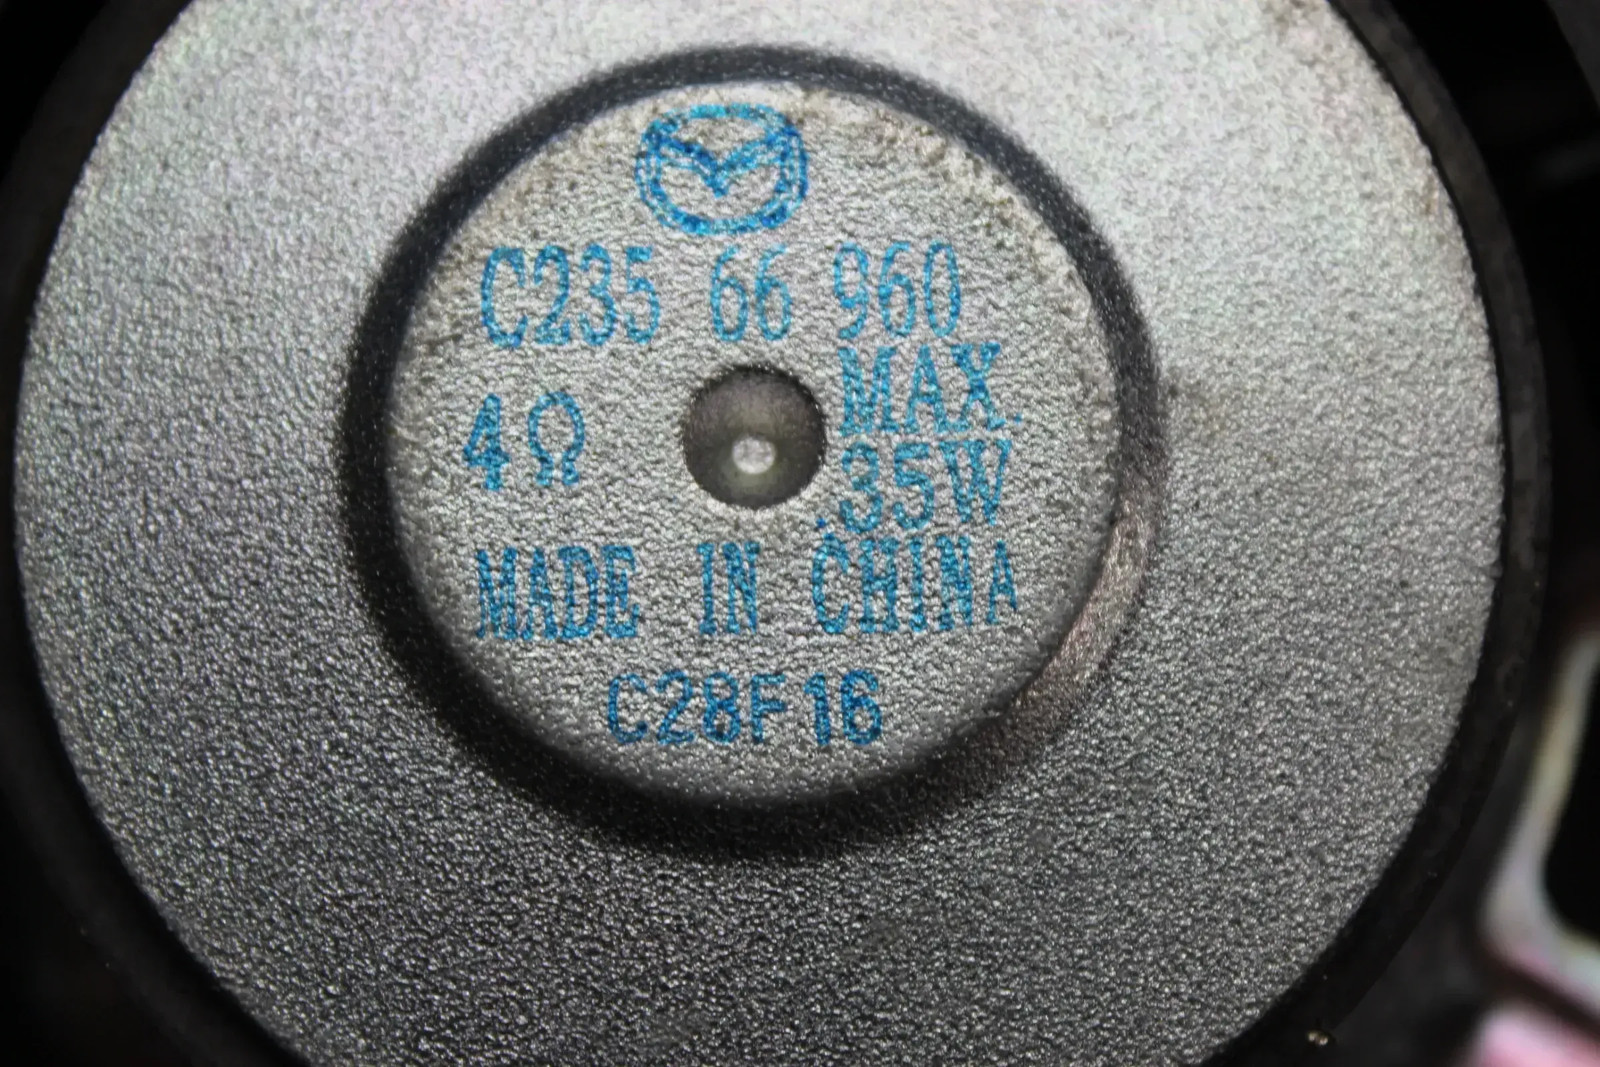 C235 66 960
4Ω MAX.
35W
MADE IN CHINA
C28F16